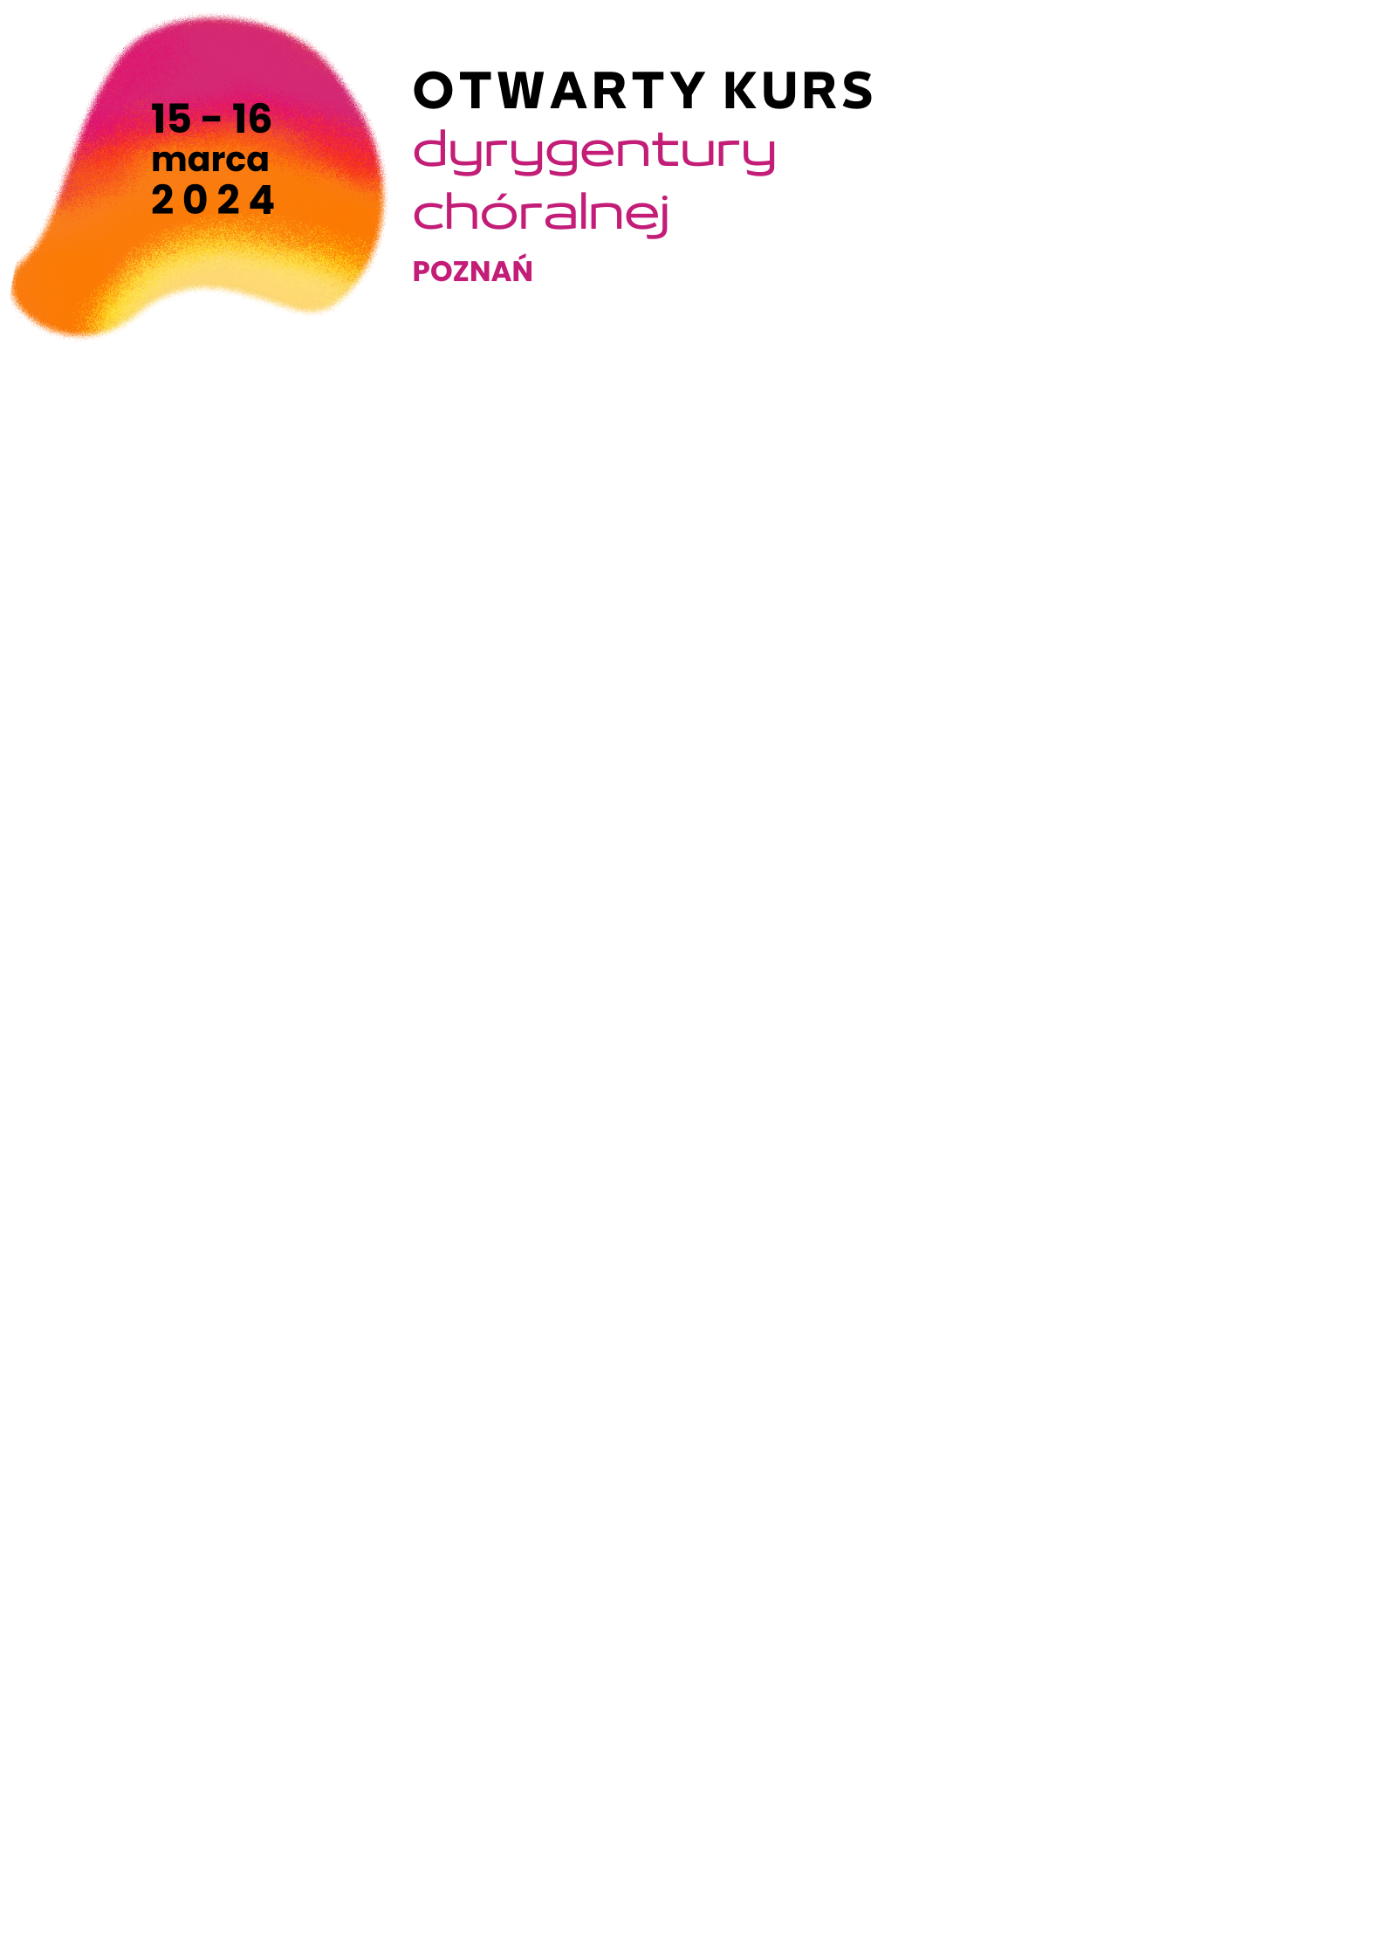 15 - 16
marca
2024
OTWARTY KURS
dyrygentury
chóralnej
POZNAŃ